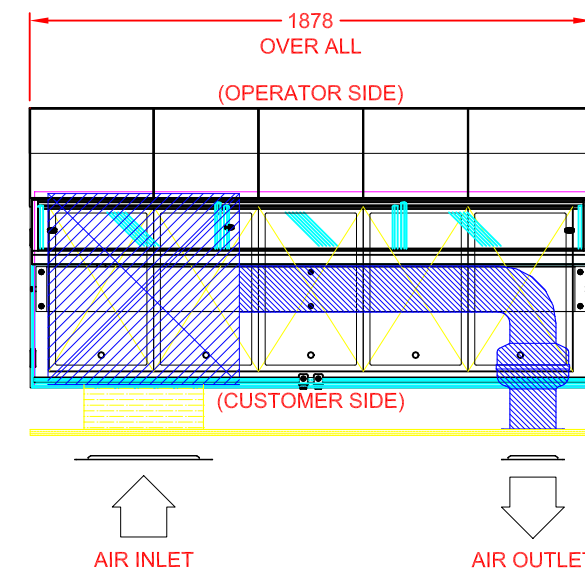 1878
OVER ALL
(OPERATOR SIDE)
(CUSTOMER SIDE)
AIR INLET
AIR OUTLET